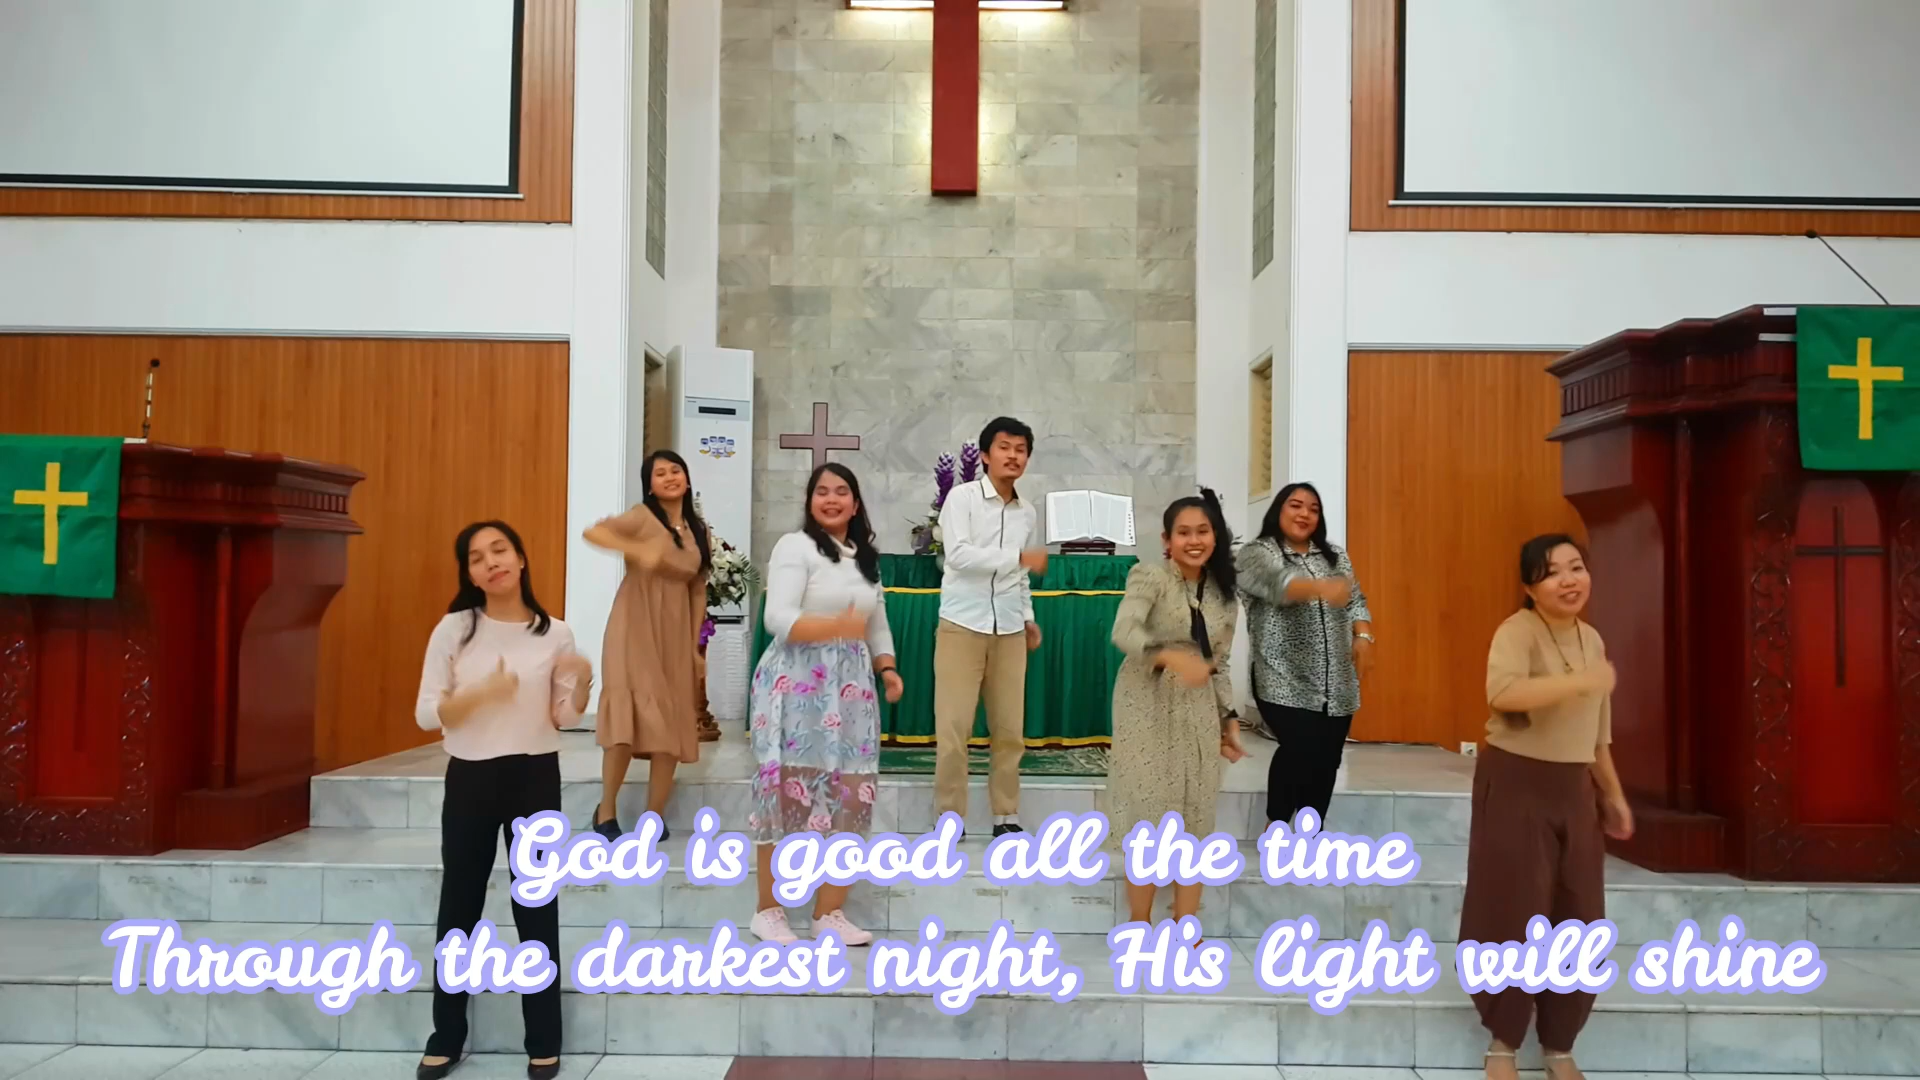 God is good all the time
Through the darkest night, His light will shine